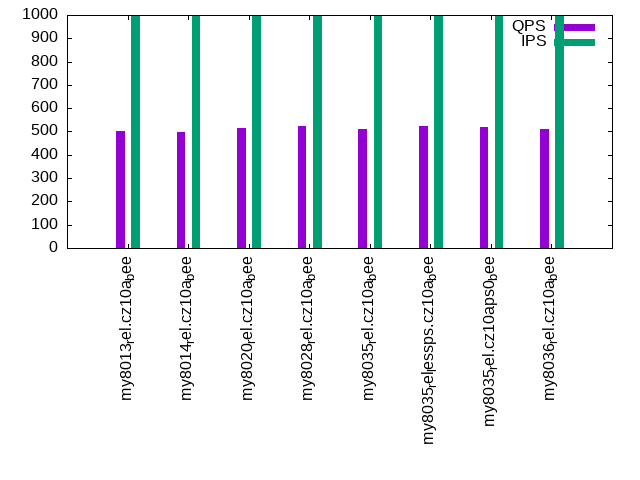 1000
900
800
700
600
500
400
300
200
100
0
QPS
IPS
my8013_rel.cz10a_bee
my8014_rel.cz10a_bee
my8020_rel.cz10a_bee
my8028_rel.cz10a_bee
my8035_rel.cz10a_bee
my8035_rel_lessps.cz10a_bee
my8035_rel.cz10aps0_bee
my8036_rel.cz10a_bee